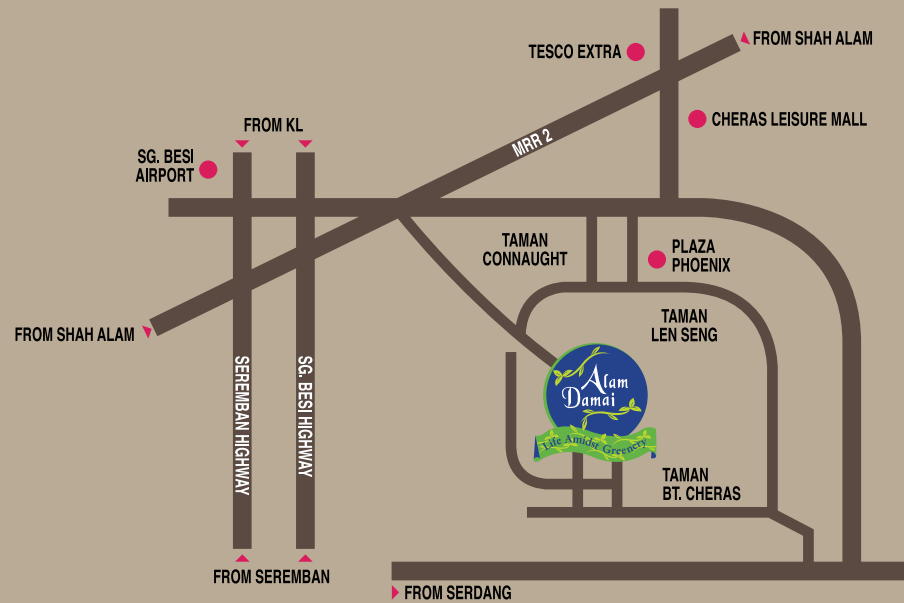 FROM SHAH ALAM
TESCO EXTRA
CHERAS LEISURE MALL
FROM KL
MRR 2
SG. BESI
AIRPORT
TAMAN
CONNAUGHT
PLAZA
PHOENIX
FROM SHAH ALAM
TAMAN
LEN SENG
SEREMBAN HIGHWAY
SG. BESI HIGHWAY
Alam
Damai
Life Amidst Greenery
TAMAN
BT. CHERAS
FROM SEREMBAN
FROM SERDANG